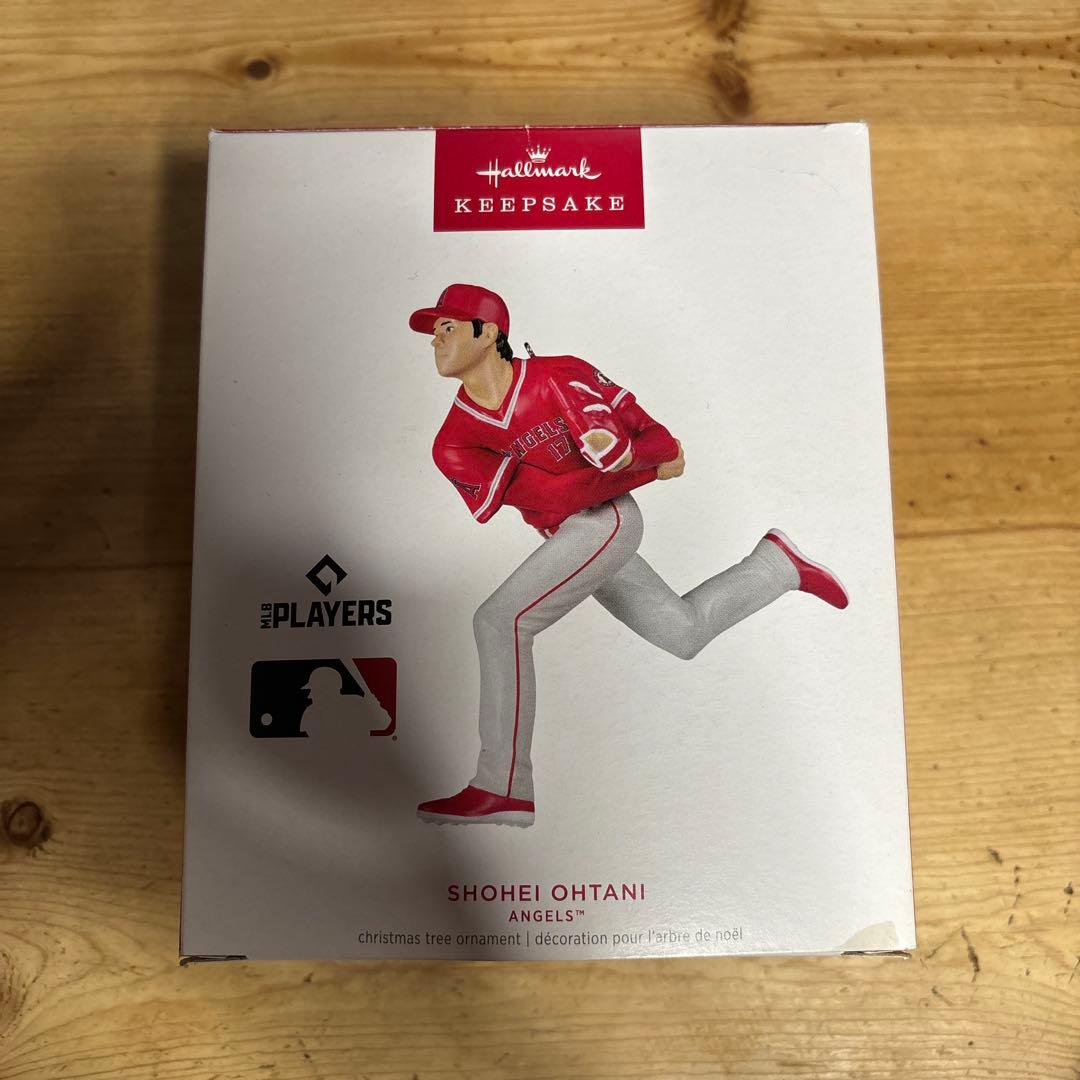 Hallmark
KEEPSAKE
A
ANGELS
17
A
MLB PLAYERS
SHOHEI OHTANI
ANGELS™
christmas tree ornament | décoration pour l'arbre de noël